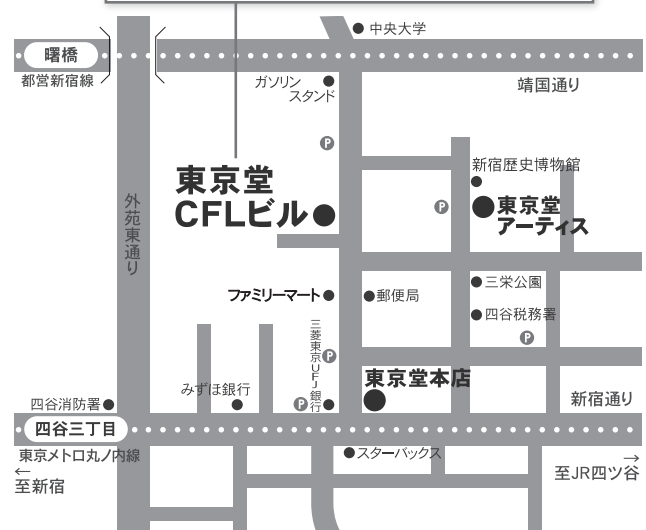 中央大学
曙橋
都営新宿線
ガソリン
スタンド
靖国通り
P
新宿歴史博物館
東京堂
CFLビル
外苑東通り
P
東京堂
アーティス
三栄公園
ファミリーマート
郵便局
四谷税務署
P
三菱東京UFJ銀行
P
東京堂本店
みずほ銀行
P
四谷消防署
新宿通り
四谷三丁目
東京メトロ丸ノ内線
←
至新宿
スターバックス
→
至JR四ツ谷